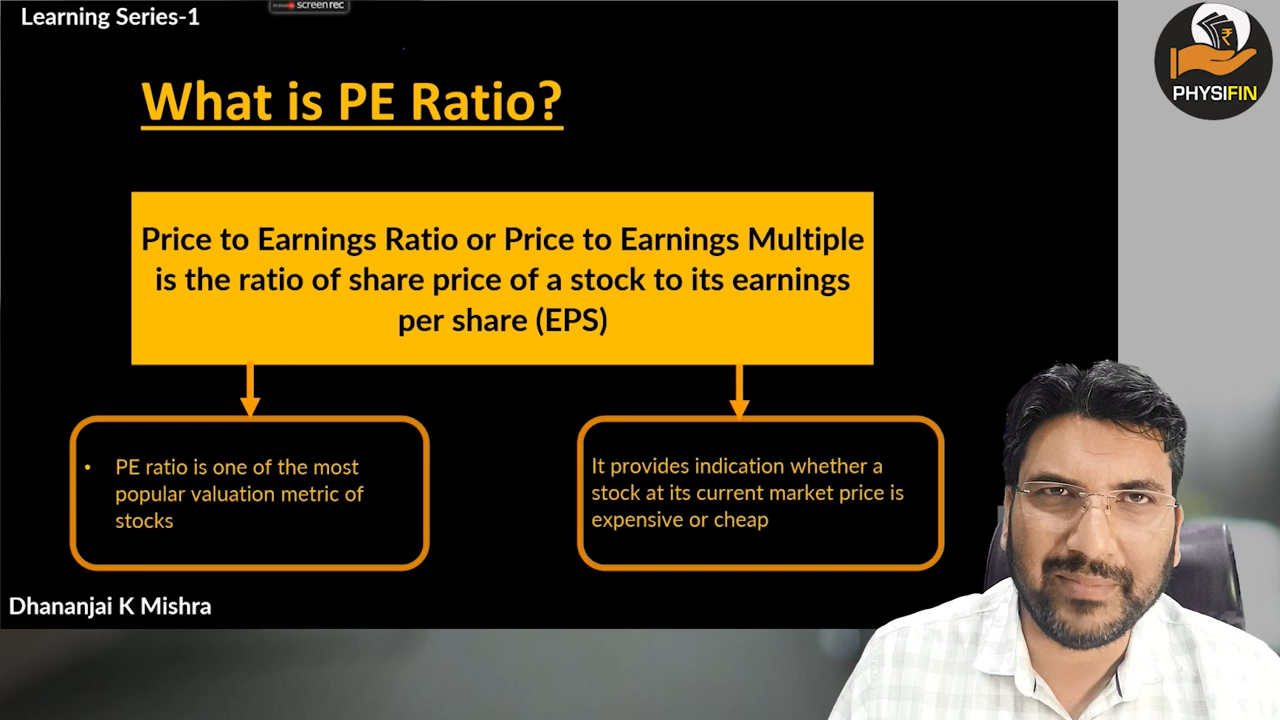 Learning Series-1
screenrec
PHYSIFIN
What is PE Ratio?
Price to Earnings Ratio or Price to Earnings Multiple
is the ratio of share price of a stock to its earnings
per share (EPS)
• PE ratio is one of the most
popular valuation metric of
stocks
It provides indication whether a
stock at its current market price is
expensive or cheap
Dhananjai K Mishra